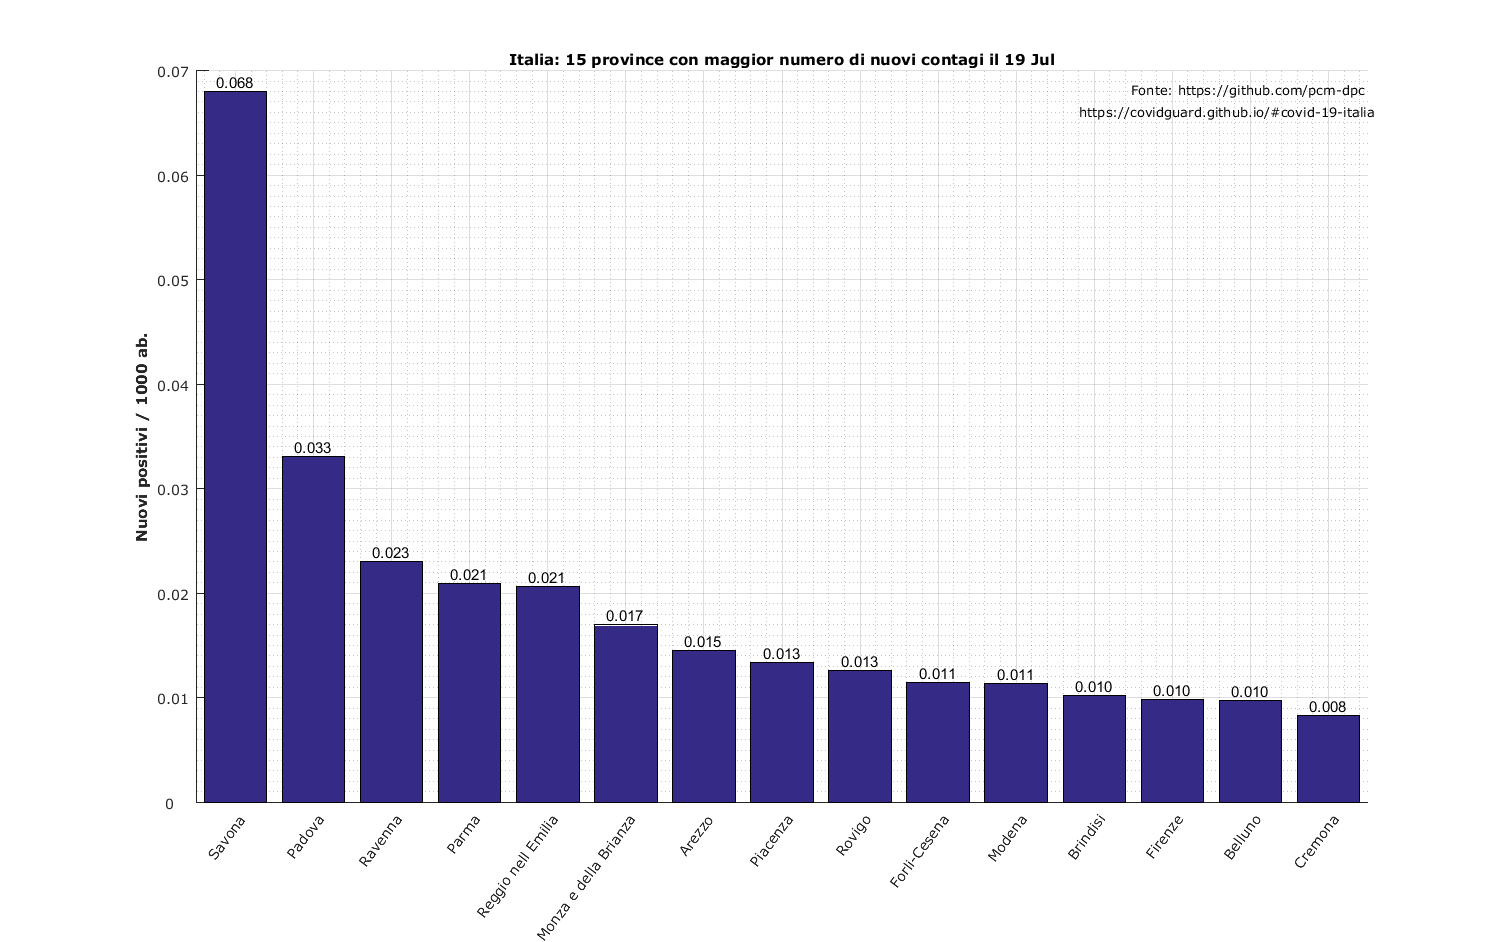 Italia: 15 province con maggior numero di nuovi contagi il 19 Jul
Fonte: https://github.com/pcm-dpc
https://covidguard.github.io/#covid-19-italia
Nuovi positivi / 1000 ab.
0.07
0.06
0.05
0.04
0.03
0.02
0.01
0
0.068
0.033
0.023
0.021
0.021
0.017
0.015
0.013
0.013
0.011
0.011
0.010
0.010
0.010
0.008
Savona
Padova
Ravenna
Parma
Reggio nell Emilia
Monza e della Brianza
Arezzo
Piacenza
Rovigo
Forli-Cesena
Modena
Brindisi
Firenze
Belluno
Cremona